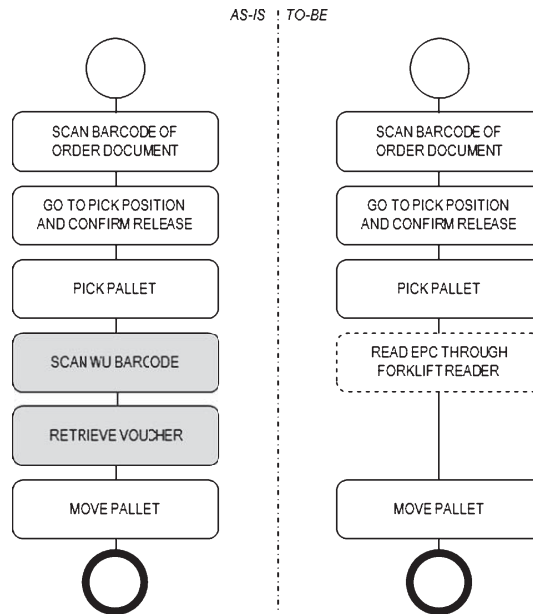 AS-IS TO-BE
SCAN BARCODE OF
ORDER DOCUMENT
GO TO PICK POSITION
AND CONFIRM RELEASE
PICK PALLET
SCAN WU BARCODE
RETRIEVE VOUCHER
MOVE PALLET
SCAN BARCODE OF
ORDER DOCUMENT
GO TO PICK POSITION
AND CONFIRM RELEASE
PICK PALLET
READ EPC THROUGH
FORKLIFT READER
MOVE PALLET